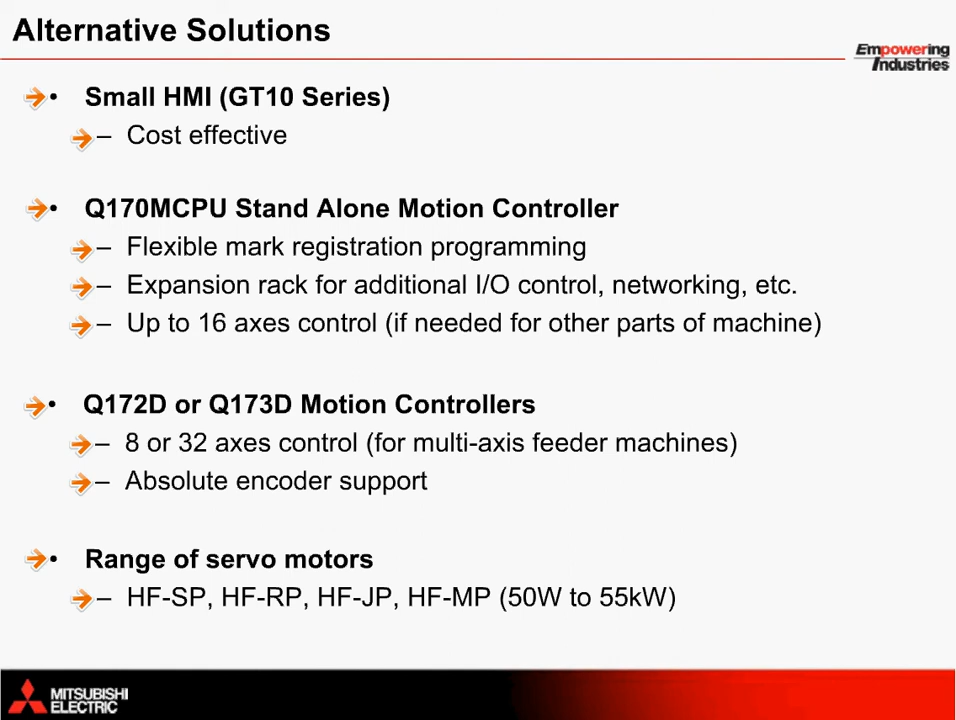 Alternative Solutions
Empowering
Industries
• Small HMI (GT10 Series)
– Cost effective
• Q170MCPU Stand Alone Motion Controller
– Flexible mark registration programming
– Expansion rack for additional I/O control, networking, etc.
– Up to 16 axes control (if needed for other parts of machine)
• Q172D or Q173D Motion Controllers
– 8 or 32 axes control (for multi-axis feeder machines)
– Absolute encoder support
• Range of servo motors
– HF-SP, HF-RP, HF-JP, HF-MP (50W to 55kW)
MITSUBISHI
ELECTRIC